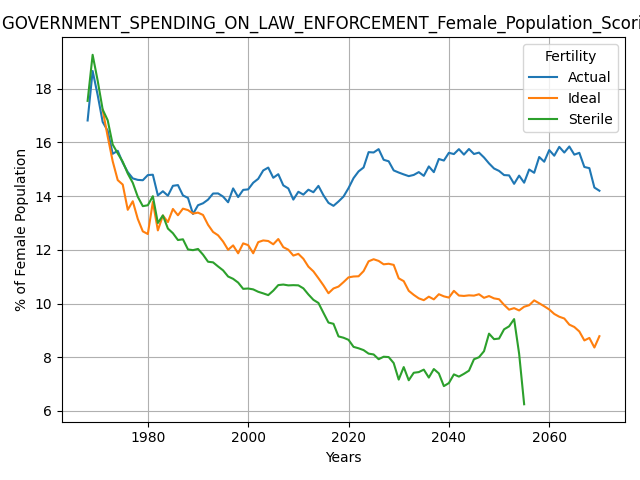 GOVERNMENT_SPENDING_ON_LAW_ENFORCEMENT_Female_Population_Scori
Fertility
Actual
Ideal
Sterile
18
16
14
12
10
8
6
% of Female Population
1980
2000
2020
2040
2060
Years